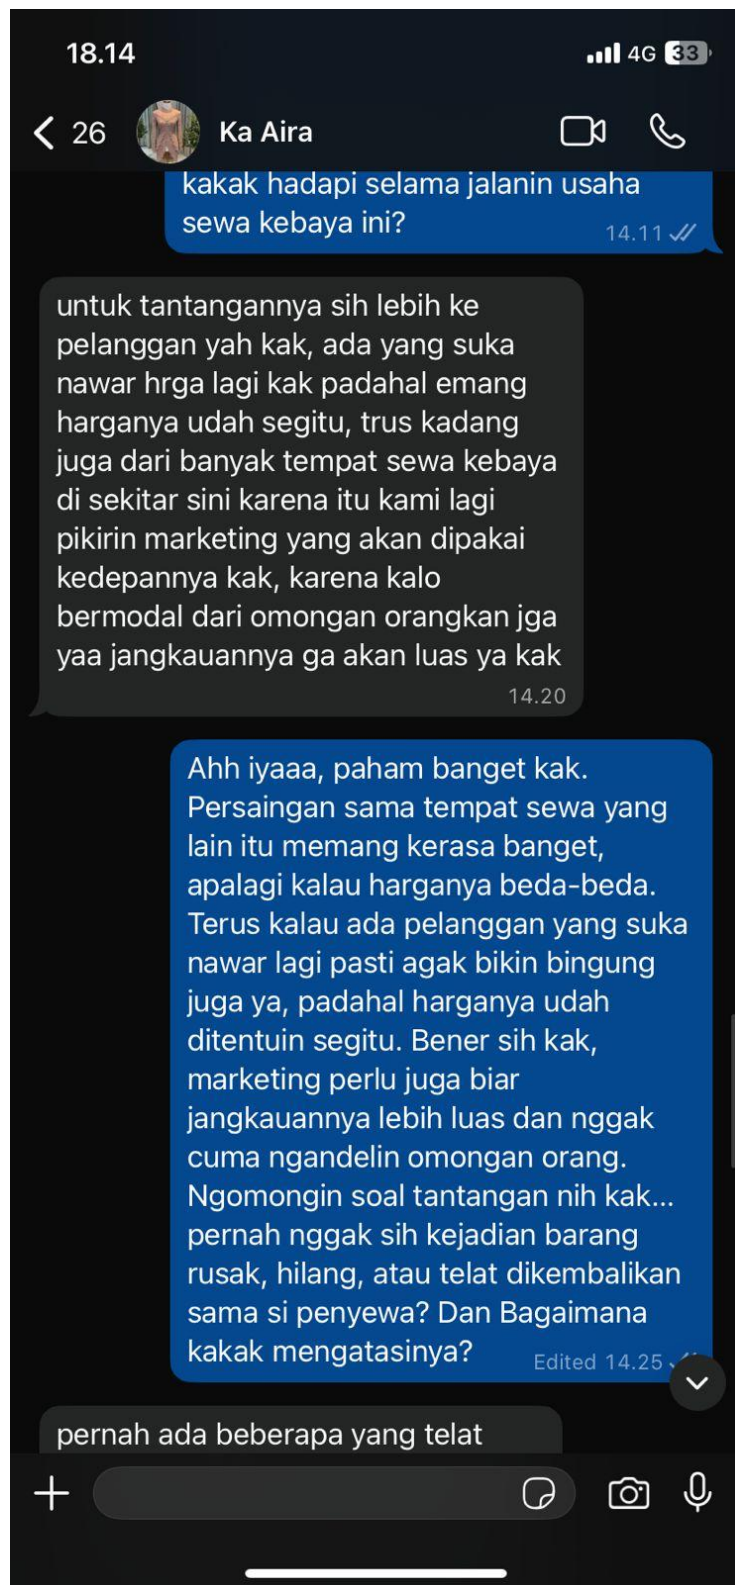 18.14
4G 33
26
Ka Aira
kakak hadapi selama jalanin usaha
sewa kebaya ini?
14.11
untuk tantangannya sih lebih ke
pelanggan yah kak, ada yang suka
nawar hrga lagi kak padahal emang
harganya udah segitu, trus kadang
juga dari banyak tempat sewa kebaya
di sekitar sini karena itu kami lagi
pikirin marketing yang akan dipakai
kedepannya kak, karena kalo
bermodal dari omongan orangkan jga
yaa jangkauannya ga akan luas ya kak
14.20
Ahh iyaaa, paham banget kak.
Persaingan sama tempat sewa yang
lain itu memang kerasa banget,
apalagi kalau harganya beda-beda.
Terus kalau ada pelanggan yang suka
nawar lagi pasti agak bikin bingung
juga ya, padahal harganya udah
ditentuin segitu. Bener sih kak,
marketing perlu juga biar
jangkauannya lebih luas dan nggak
cuma ngandelin omongan orang.
Ngomongin soal tantangan nih kak...
pernah nggak sih kejadian barang
rusak, hilang, atau telat dikembalikan
sama si penyewa? Dan Bagaimana
kakak mengatasinya?
Edited 14.25
pernah ada beberapa yang telat